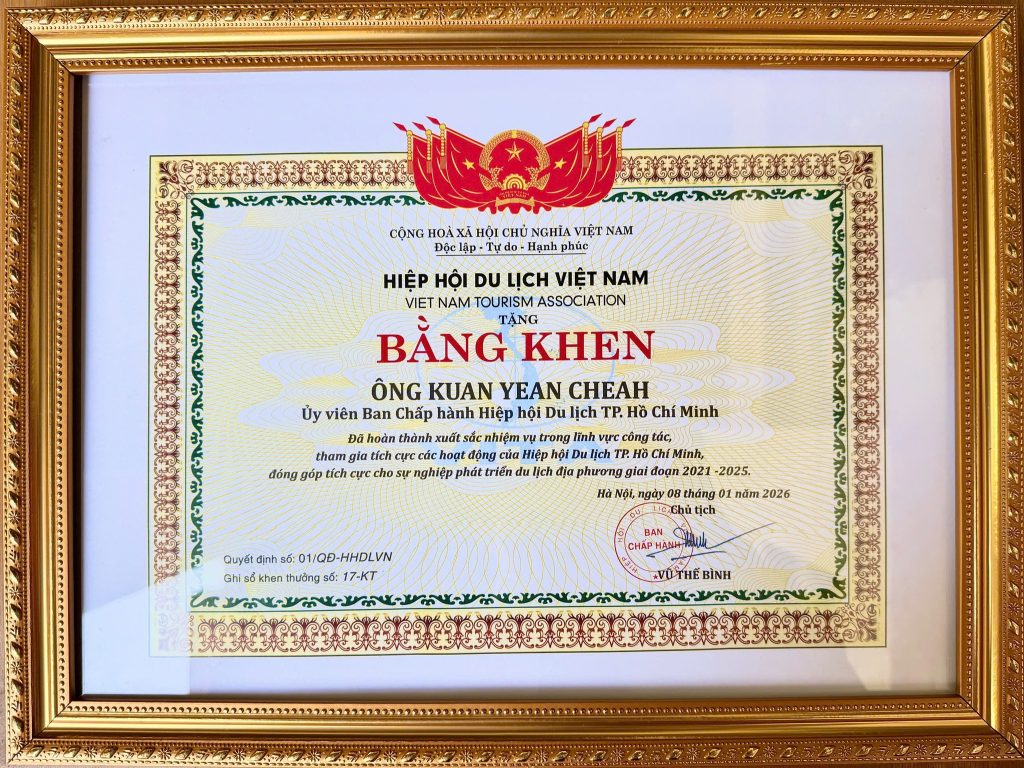 CỘNG HOÀ XÃ HỘI CHỦ NGHĨA VIỆT NAM
Độc lập - Tự do - Hạnh phúc
HIỆP HỘI DU LỊCH VIỆT NAM
VIET NAM TOURISM ASSOCIATION
TẶNG
BẰNG KHEN
ÔNG KUAN YEAN CHEAH
Ủy viên Ban Chấp hành Hiệp hội Du lịch TP. Hồ Chí Minh
Đã hoàn thành xuất sắc nhiệm vụ trong lĩnh vực công tác,
tham gia tích cực các hoạt động của Hiệp hội Du lịch TP. Hồ Chí Minh,
đóng góp tích cực cho sự nghiệp phát triển du lịch địa phương giai đoạn 2021 -2025.
Hà Nội, ngày 08 tháng 01 năm 2026
Chủ tịch
BAN
CHẤP HÀNH
VŨ THẾ BÌNH
Quyết định số: 01/QĐ-HHDLVN
Ghi sổ khen thưởng số: 17-KT